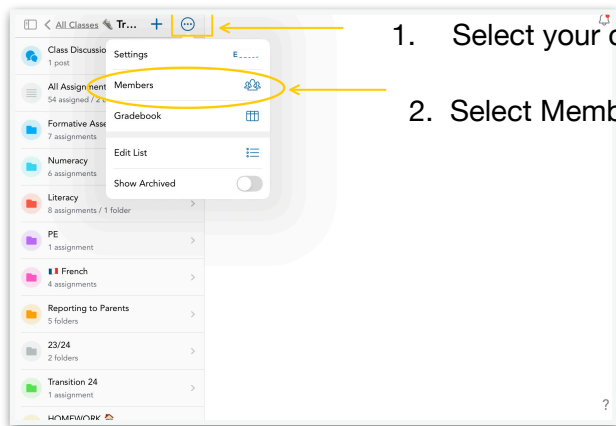 All Classes Tr...
1. Select your
Class Discussio
1 post
Settings E
All Assignment
54 assigned / 2
Members
2. Select Memb
Formative Asse
7 assignments
Gradebook
Numeracy
6 assignments
Edit List
Literacy
8 assignments / 1 folder
Show Archived
PE
1 assignment
French
4 assignments
Reporting to Parents
5 folders
23/24
2 folders
Transition 24
1 assignment
?
HOMEWORK